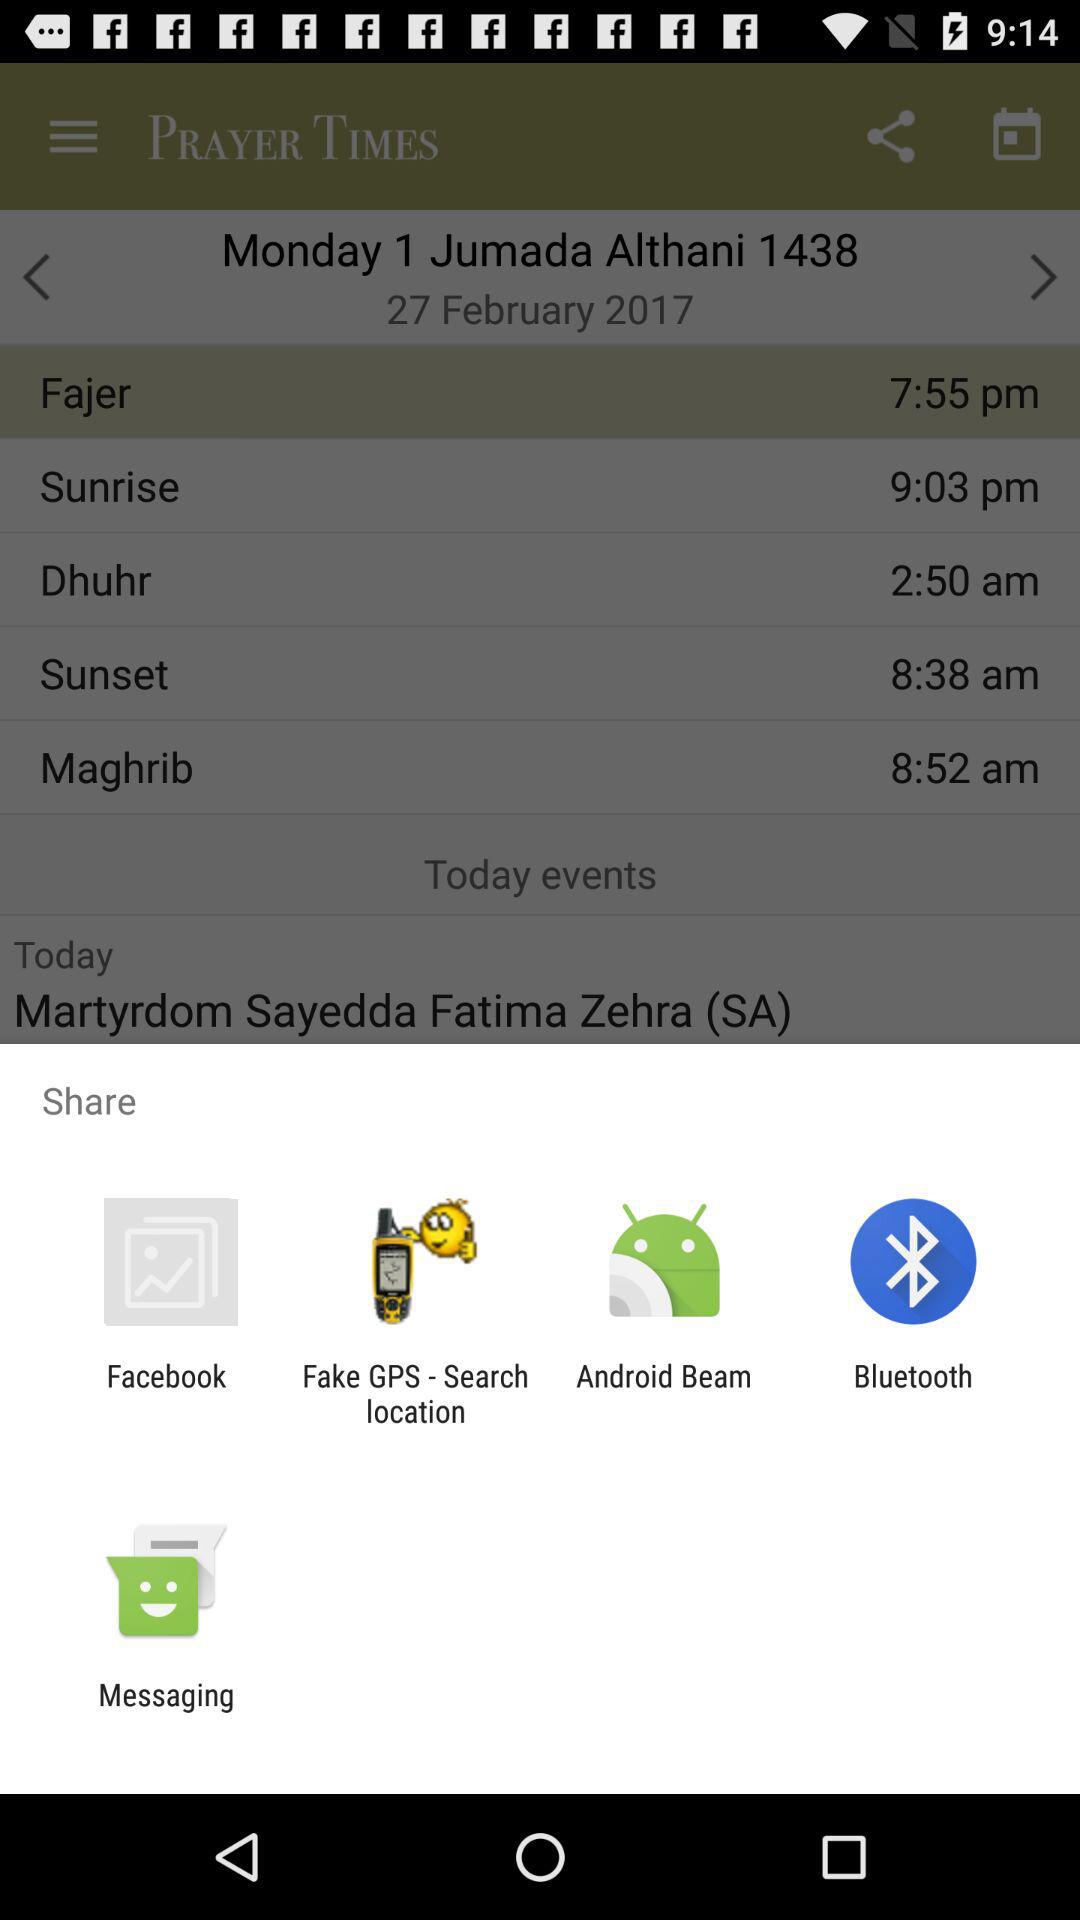 9:14
PRAYER TIMES
Monday 1 Jumada Althani 1438
27 February 2017
Fajer 7:55 pm
Sunrise 9:03 pm
Dhuhr 2:50 am
Sunset 8:38 am
Maghrib 8:52 am
Today events
Today
Martyrdom Sayedda Fatima Zehra (SA)
Share
Facebook
Fake GPS - Search
location
Android Beam
Bluetooth
Messaging